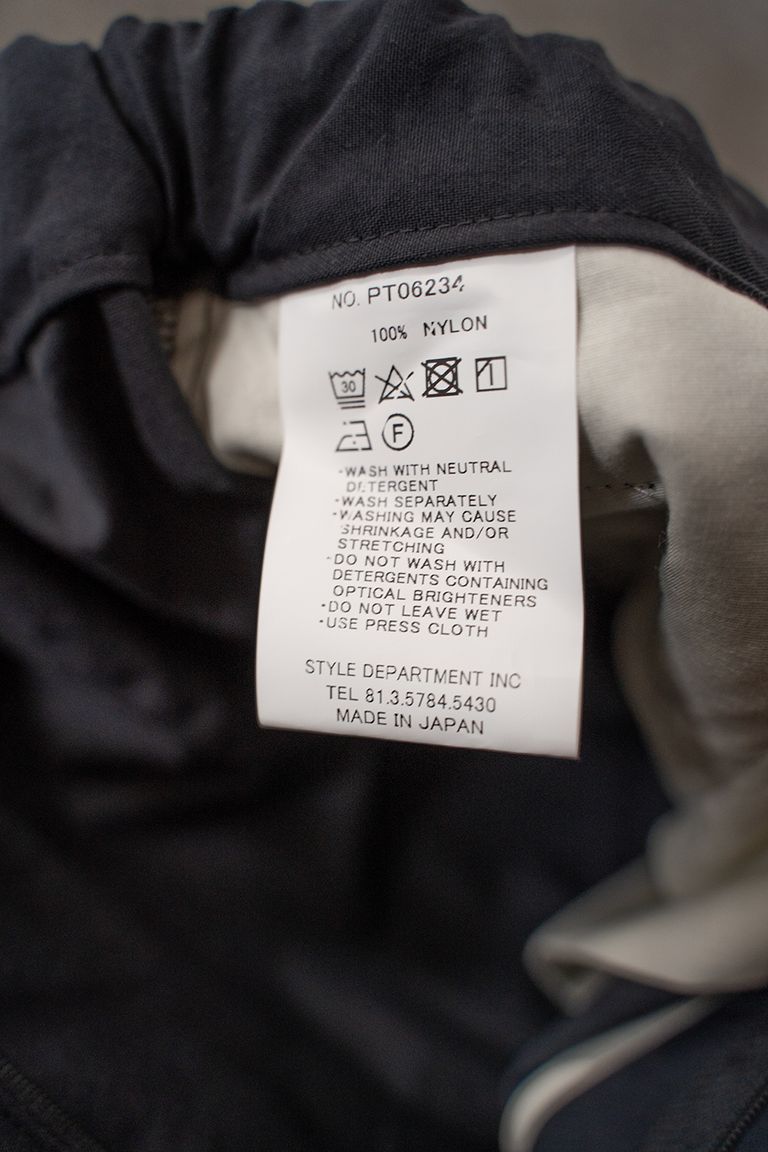 NO. PT06234
100% NYLON
30
F
-WASH WITH NEUTRAL
DETERGENT
-WASH SEPARATELY
-WASHING MAY CAUSE
SHRINKAGE AND/OR
STRETCHING
-DO NOT WASH WITH
DETERGENTS CONTAINING
OPTICAL BRIGHTENERS
-DO NOT LEAVE WET
-USE PRESS CLOTH
STYLE DEPARTMENT INC
TEL 81.3.5784.5430
MADE IN JAPAN